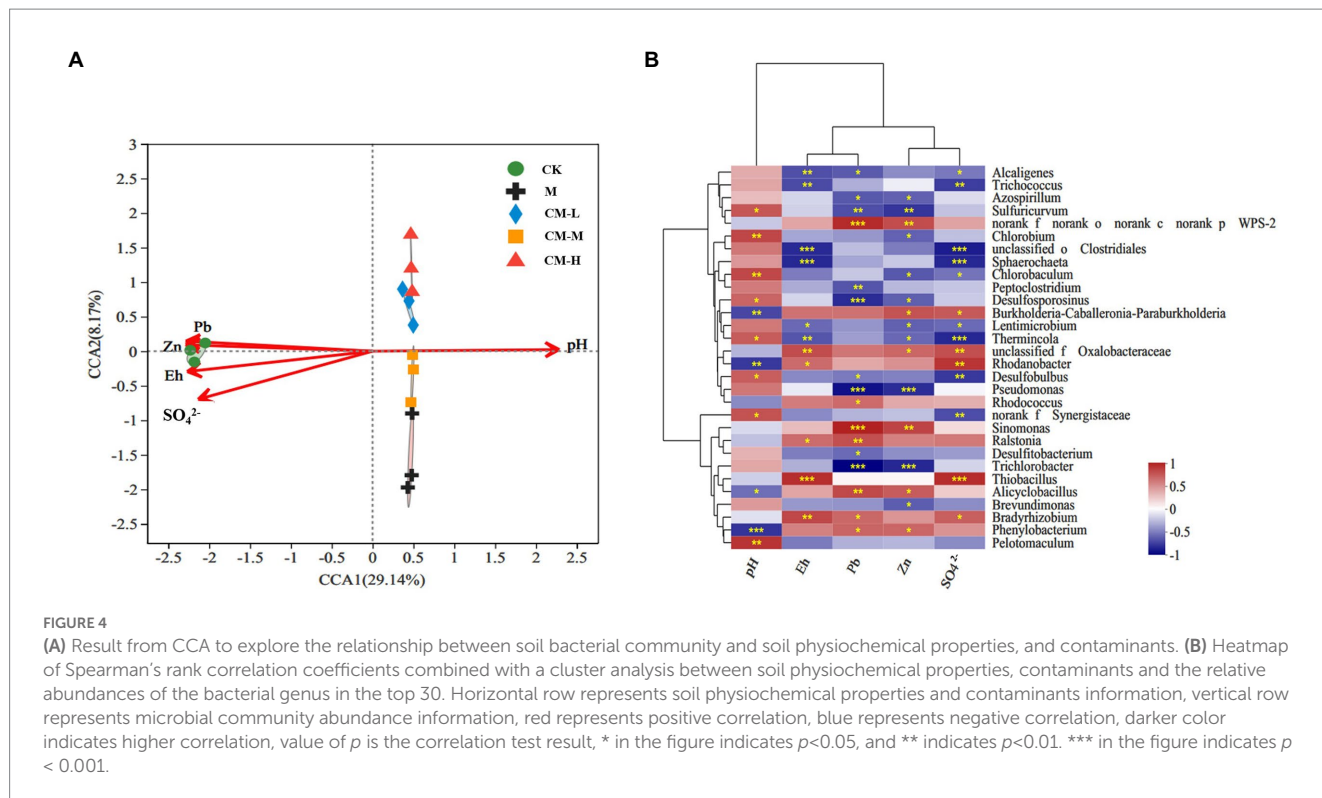 A
B
3
2.5
2
1.5
1
0.5
0
-0.5
-1
-1.5
-2
-2.5
CCA2(8.17%)
CK
M
CM-L
CM-M
CM-H
Pb
Zn
Eh
SO₄²⁻
pH
-2.5 -2 -1.5 -1 -0.5 0 0.5 1 1.5 2 2.5
CCA1(29.14%)
** * * Alcaligenes
** ** Trichococcus
* * Azospirillum
* ** ** Sulfuricurvum
*** ** norank f norank o norank c norank p WPS-2
** * Chlorobium
*** *** unclassified o Clostridiales
*** *** Sphaerochaeta
** * * Chlorobaculum
** Peptoclostridium
* *** * Desulfosporosinus
** * * Burkholderia-Caballeronia-Paraburkholderia
* * * Lentimicrobium
* ** * *** Thermincola
** * ** unclassified f Oxalobacteraceae
** * ** Rhodanobacter
* * ** Desulfobulbus
*** *** Pseudomonas
* Rhodococcus
* ** norank f Synergistaceae
*** ** Sinomonas
* ** Ralstonia
* Desulfitobacterium
*** *** Trichlorobacter
*** *** Thiobacillus
* ** * Alicyclobacillus
* Brevundimonas
** * * Bradyrhizobium
*** * * Phenylobacterium
** Pelotomaculum
pH Eh Pb Zn SO4²⁻
1
0.5
0
-0.5
-1
FIGURE 4
(A) Result from CCA to explore the relationship between soil bacterial community and soil physiochemical properties, and contaminants. (B) Heatmap
of Spearman's rank correlation coefficients combined with a cluster analysis between soil physiochemical properties, contaminants and the relative
abundances of the bacterial genus in the top 30. Horizontal row represents soil physiochemical properties and contaminants information, vertical row
represents microbial community abundance information, red represents positive correlation, blue represents negative correlation, darker color
indicates higher correlation, value of p is the correlation test result, * in the figure indicates p<0.05, and ** indicates p<0.01. *** in the figure indicates p
< 0.001.